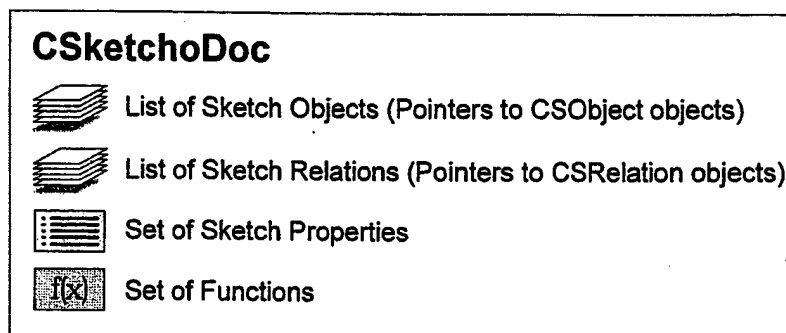 CSketchoDoc
List of Sketch Objects (Pointers to CSObject objects)
List of Sketch Relations (Pointers to CSRelation objects)
Set of Sketch Properties
f(x) Set of Functions